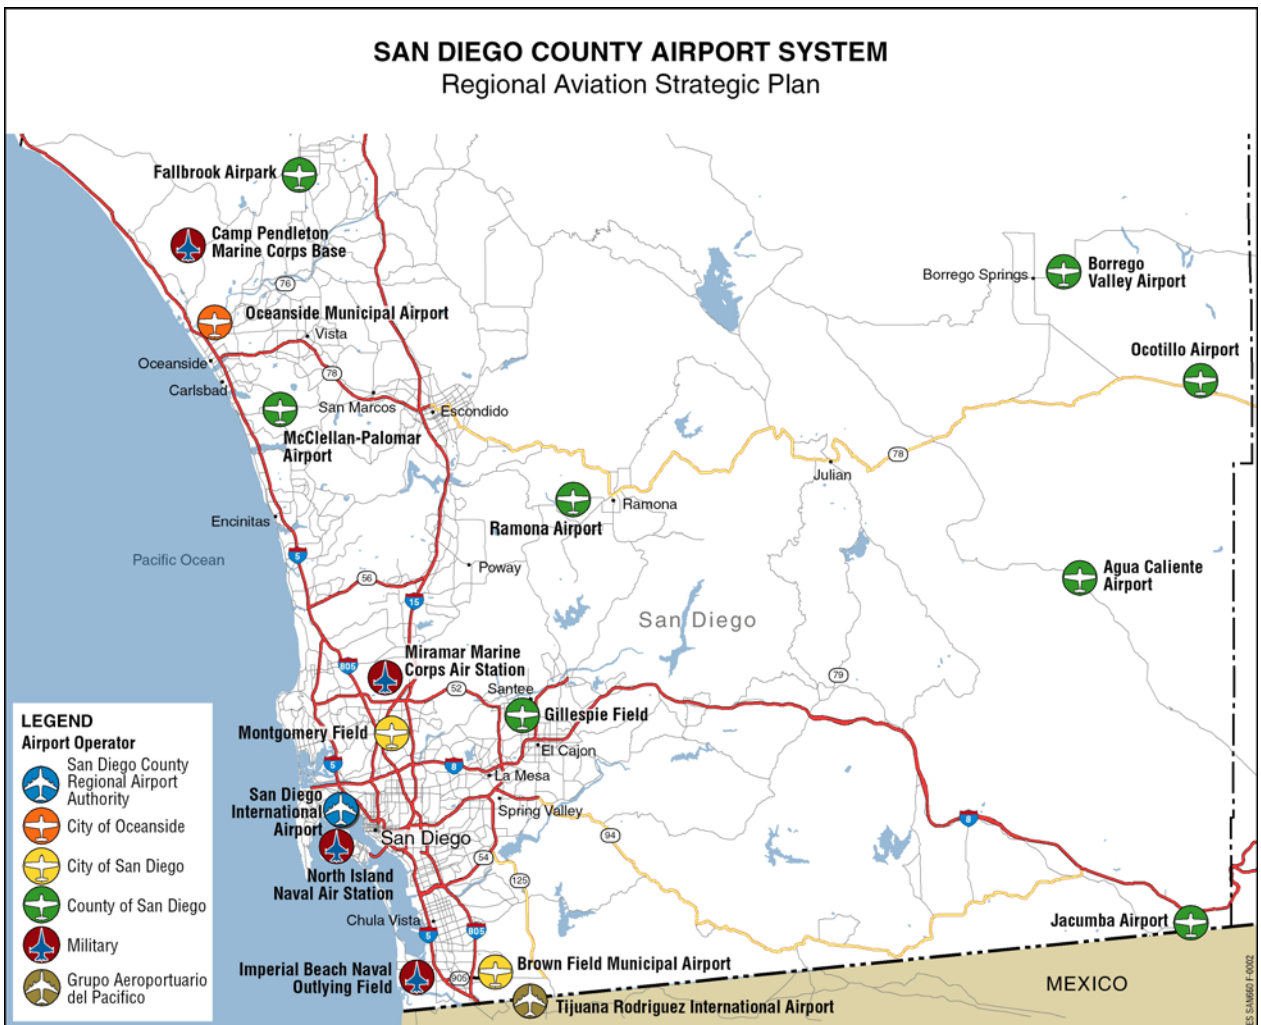 SAN DIEGO COUNTY AIRPORT SYSTEM
Regional Aviation Strategic Plan
Fallbrook Airpark
Camp Pendleton
Marine Corps Base
76
Oceanside Municipal Airport
Vista
Oceanside
78
Carlsbad
San Marcos
Escondido
McClellan-Palomar
Airport
Borrego Springs
Borrego
Valley Airport
Ocotillo Airport
78
Julian
Ramona
Ramona Airport
Encinitas
Pacific Ocean
5
56
Poway
15
Agua Caliente
Airport
San Diego
Miramar Marine
Corps Air Station
805
52
Santee
79
Gillespie Field
Montgomery Field
El Cajon
5
8
La Mesa
San Diego
International
Airport
Spring Valley
San Diego
94
8
North Island
Naval Air Station
54
125
Chula Vista
5
805
Jacumba Airport
Imperial Beach Naval
Outlying Field
905
Brown Field Municipal Airport
Tijuana Rodriguez International Airport
MEXICO
LEGEND
Airport Operator
San Diego County
Regional Airport
Authority
City of Oceanside
City of San Diego
County of San Diego
Military
Grupo Aeroportuario
del Pacifico
ES SAN660 F-0002